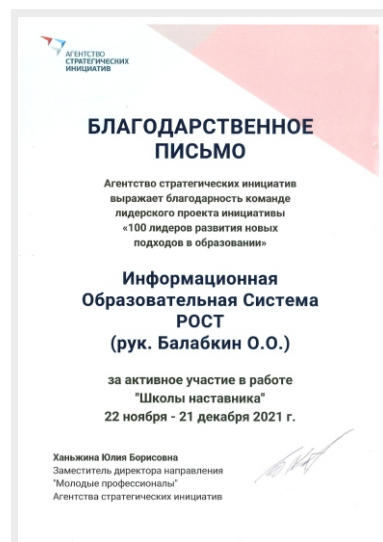 АГЕНТСТВО
СТРАТЕГИЧЕСКИХ
ИНИЦИАТИВ
БЛАГОДАРСТВЕННОЕ
ПИСЬМО
Агентство стратегических инициатив
выражает благодарность команде
лидерского проекта инициативы
«100 лидеров развития новых
подходов в образовании»
Информационная
Образовательная Система
РОСТ
(рук. Балабкин О.О.)
за активное участие в работе
"Школы наставника"
22 ноября - 21 декабря 2021 г.
Ханьжина Юлия Борисовна
Заместитель директора направления
"Молодые профессионалы"
Агентства стратегических инициатив